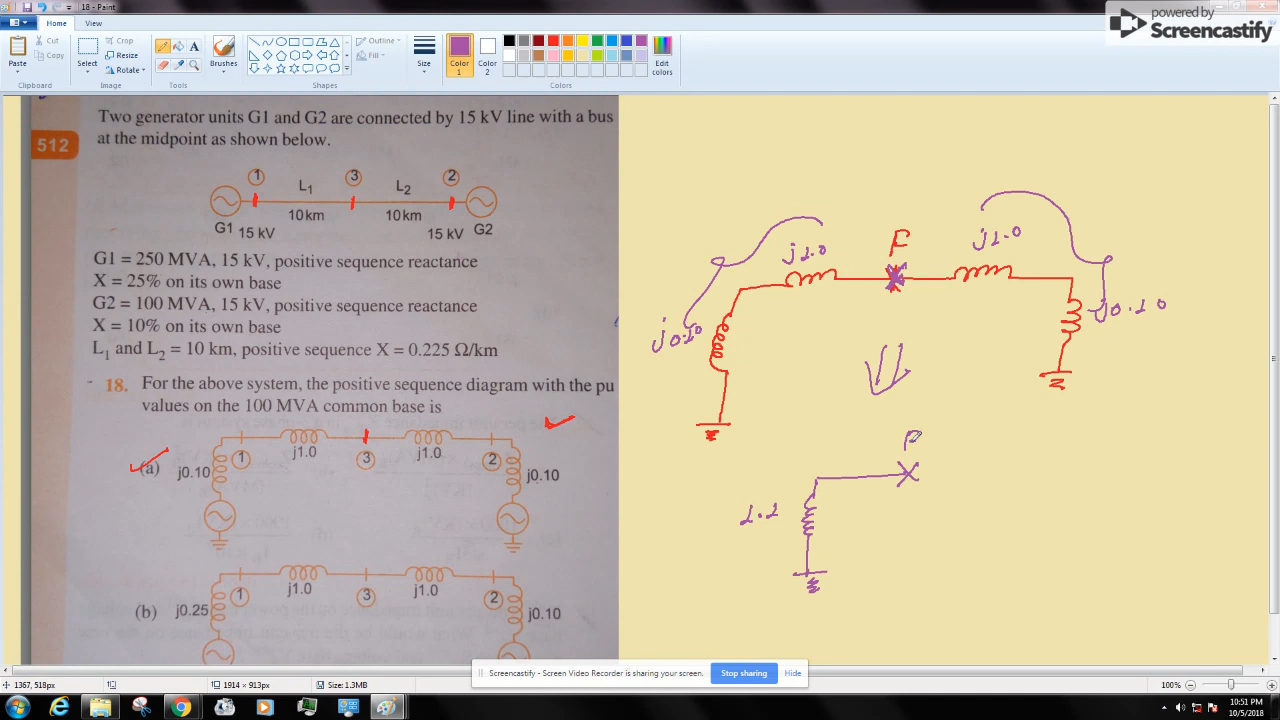 18 - Paint
powered by
Screencastify
Home
View
Paste
Cut
Copy
Clipboard
Select
Crop
Resize
Rotate
Image
A
Tools
Brushes
Shapes
Outline
Fill
Size
Color
1
Color
2
Edit
colors
Colors
512
Two generator units G1 and G2 are connected by 15 kV line with a bus
at the midpoint as shown below.
1 3 2
L1 L2
10 km 10 km
G1 15 kV 15 kV G2
G1 = 250 MVA, 15 kV, positive sequence reactance
X = 25% on its own base
G2 = 100 MVA, 15 kV, positive sequence reactance
X = 10% on its own base
L1 and L2 = 10 km, positive sequence X = 0.225 Ω/km
18. For the above system, the positive sequence diagram with the pu
values on the 100 MVA common base is
(a) j0.10 1 j1.0 3 j1.0 2 j0.10
(b) j0.25 1 j1.0 3 j1.0 2 j0.10
j1.0 F j1.0
j0.10 j0.10
F
1.1
Screencastify - Screen Video Recorder is sharing your screen.
Stop sharing
Hide
1367, 518px
1914 × 913px
Size: 1.3MB
100%
10:51 PM
10/5/2018